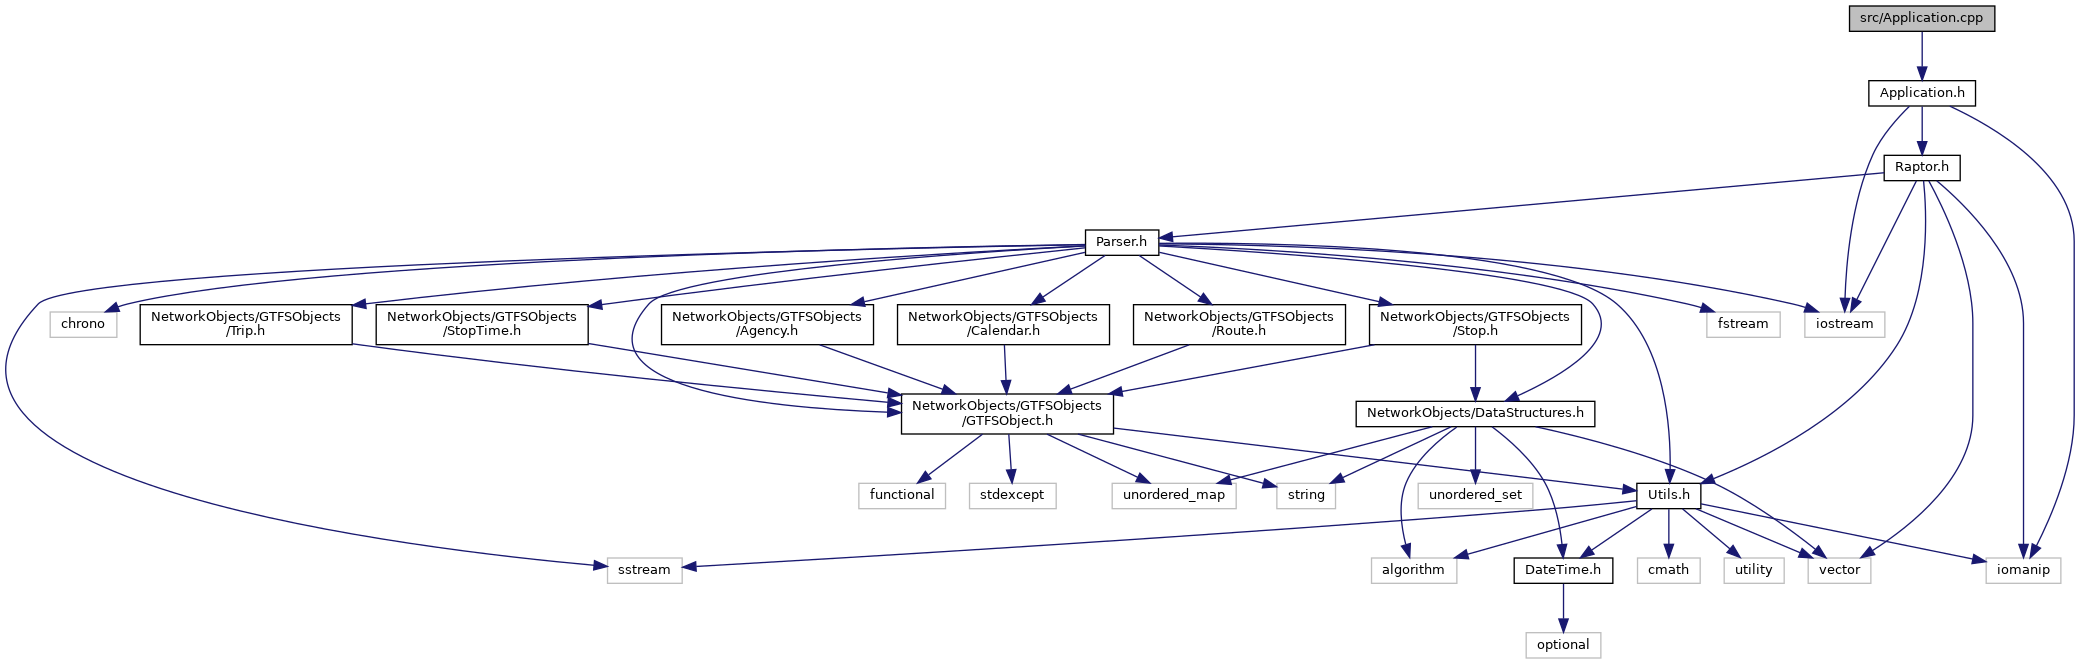 src/Application.cpp
Application.h
Raptor.h
Parser.h
chrono
NetworkObjects/GTFSObjects
/Trip.h
NetworkObjects/GTFSObjects
/StopTime.h
NetworkObjects/GTFSObjects
/Agency.h
NetworkObjects/GTFSObjects
/Calendar.h
NetworkObjects/GTFSObjects
/Route.h
NetworkObjects/GTFSObjects
/Stop.h
fstream
iostream
NetworkObjects/GTFSObjects
/GTFSObject.h
NetworkObjects/DataStructures.h
functional
stdexcept
unordered_map
string
unordered_set
Utils.h
sstream
algorithm
DateTime.h
cmath
utility
vector
iomanip
optional